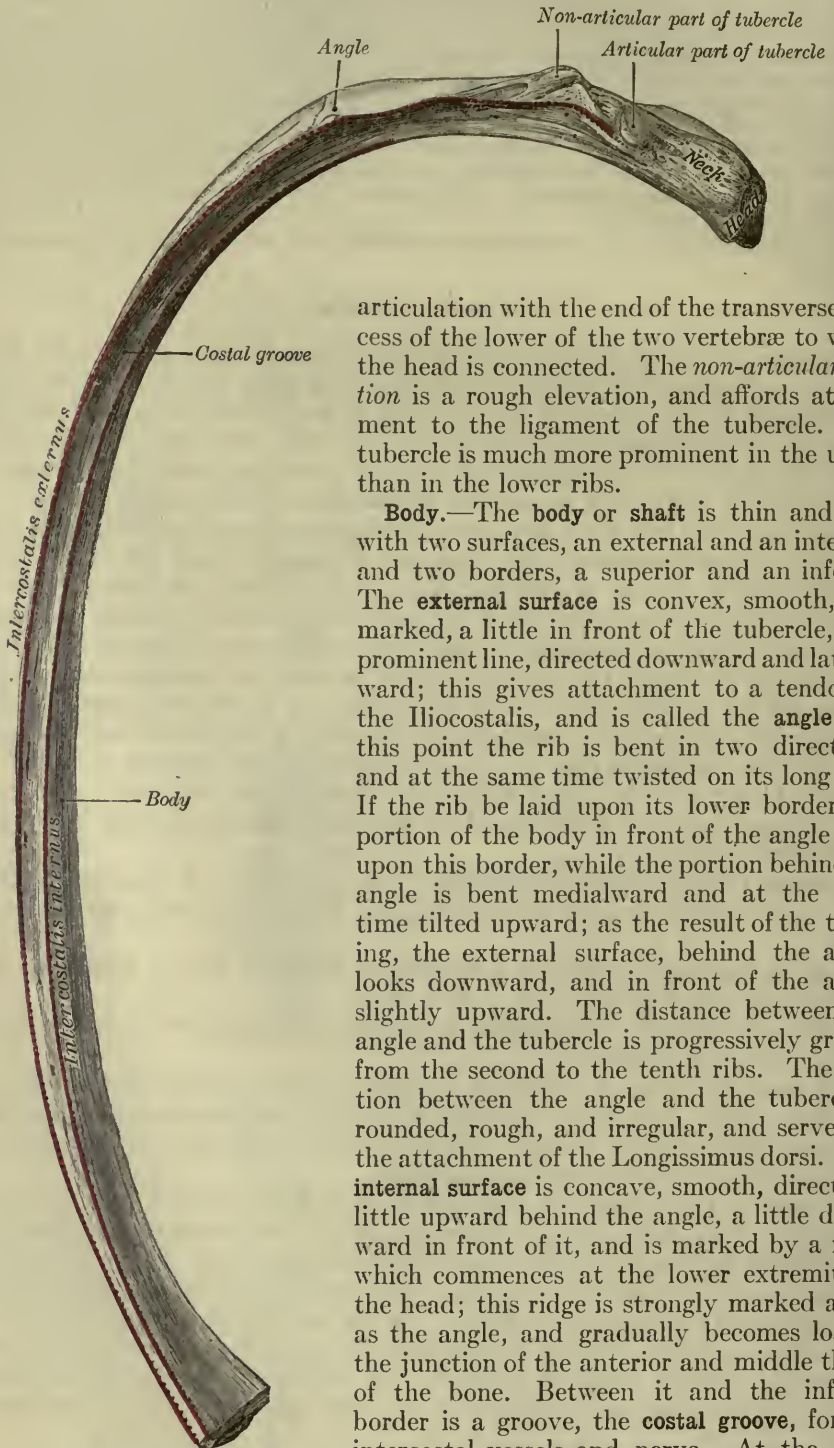 Non-articular part of tubercle
Angle
Articular part of tubercle
Neck
Head
Costal groove
Intercostalis externus
Body
Intercostalis internus
articulation with the end of the transverse
cess of the lower of the two vertebræ to
the head is connected. The non-articular
tion is a rough elevation, and affords at
ment to the ligament of the tubercle.
tubercle is much more prominent in the
than in the lower ribs.
Body.—The body or shaft is thin and
with two surfaces, an external and an inte
and two borders, a superior and an inf
The external surface is convex, smooth,
marked, a little in front of the tubercle,
prominent line, directed downward and lat
ward; this gives attachment to a tendo
the Iliocostalis, and is called the angle
this point the rib is bent in two direct
and at the same time twisted on its long
If the rib be laid upon its lower border
portion of the body in front of the angle
upon this border, while the portion behin
angle is bent medialward and at the
time tilted upward; as the result of the t
ing, the external surface, behind the a
looks downward, and in front of the a
slightly upward. The distance between
angle and the tubercle is progressively gr
from the second to the tenth ribs. The
tion between the angle and the tuberc
rounded, rough, and irregular, and serve
the attachment of the Longissimus dorsi.
internal surface is concave, smooth, direc
little upward behind the angle, a little d
ward in front of it, and is marked by a
which commences at the lower extremi
the head; this ridge is strongly marked a
as the angle, and gradually becomes lo
the junction of the anterior and middle t
of the bone. Between it and the inf
border is a groove, the costal groove, for
intercostal vessels and nerve. At the